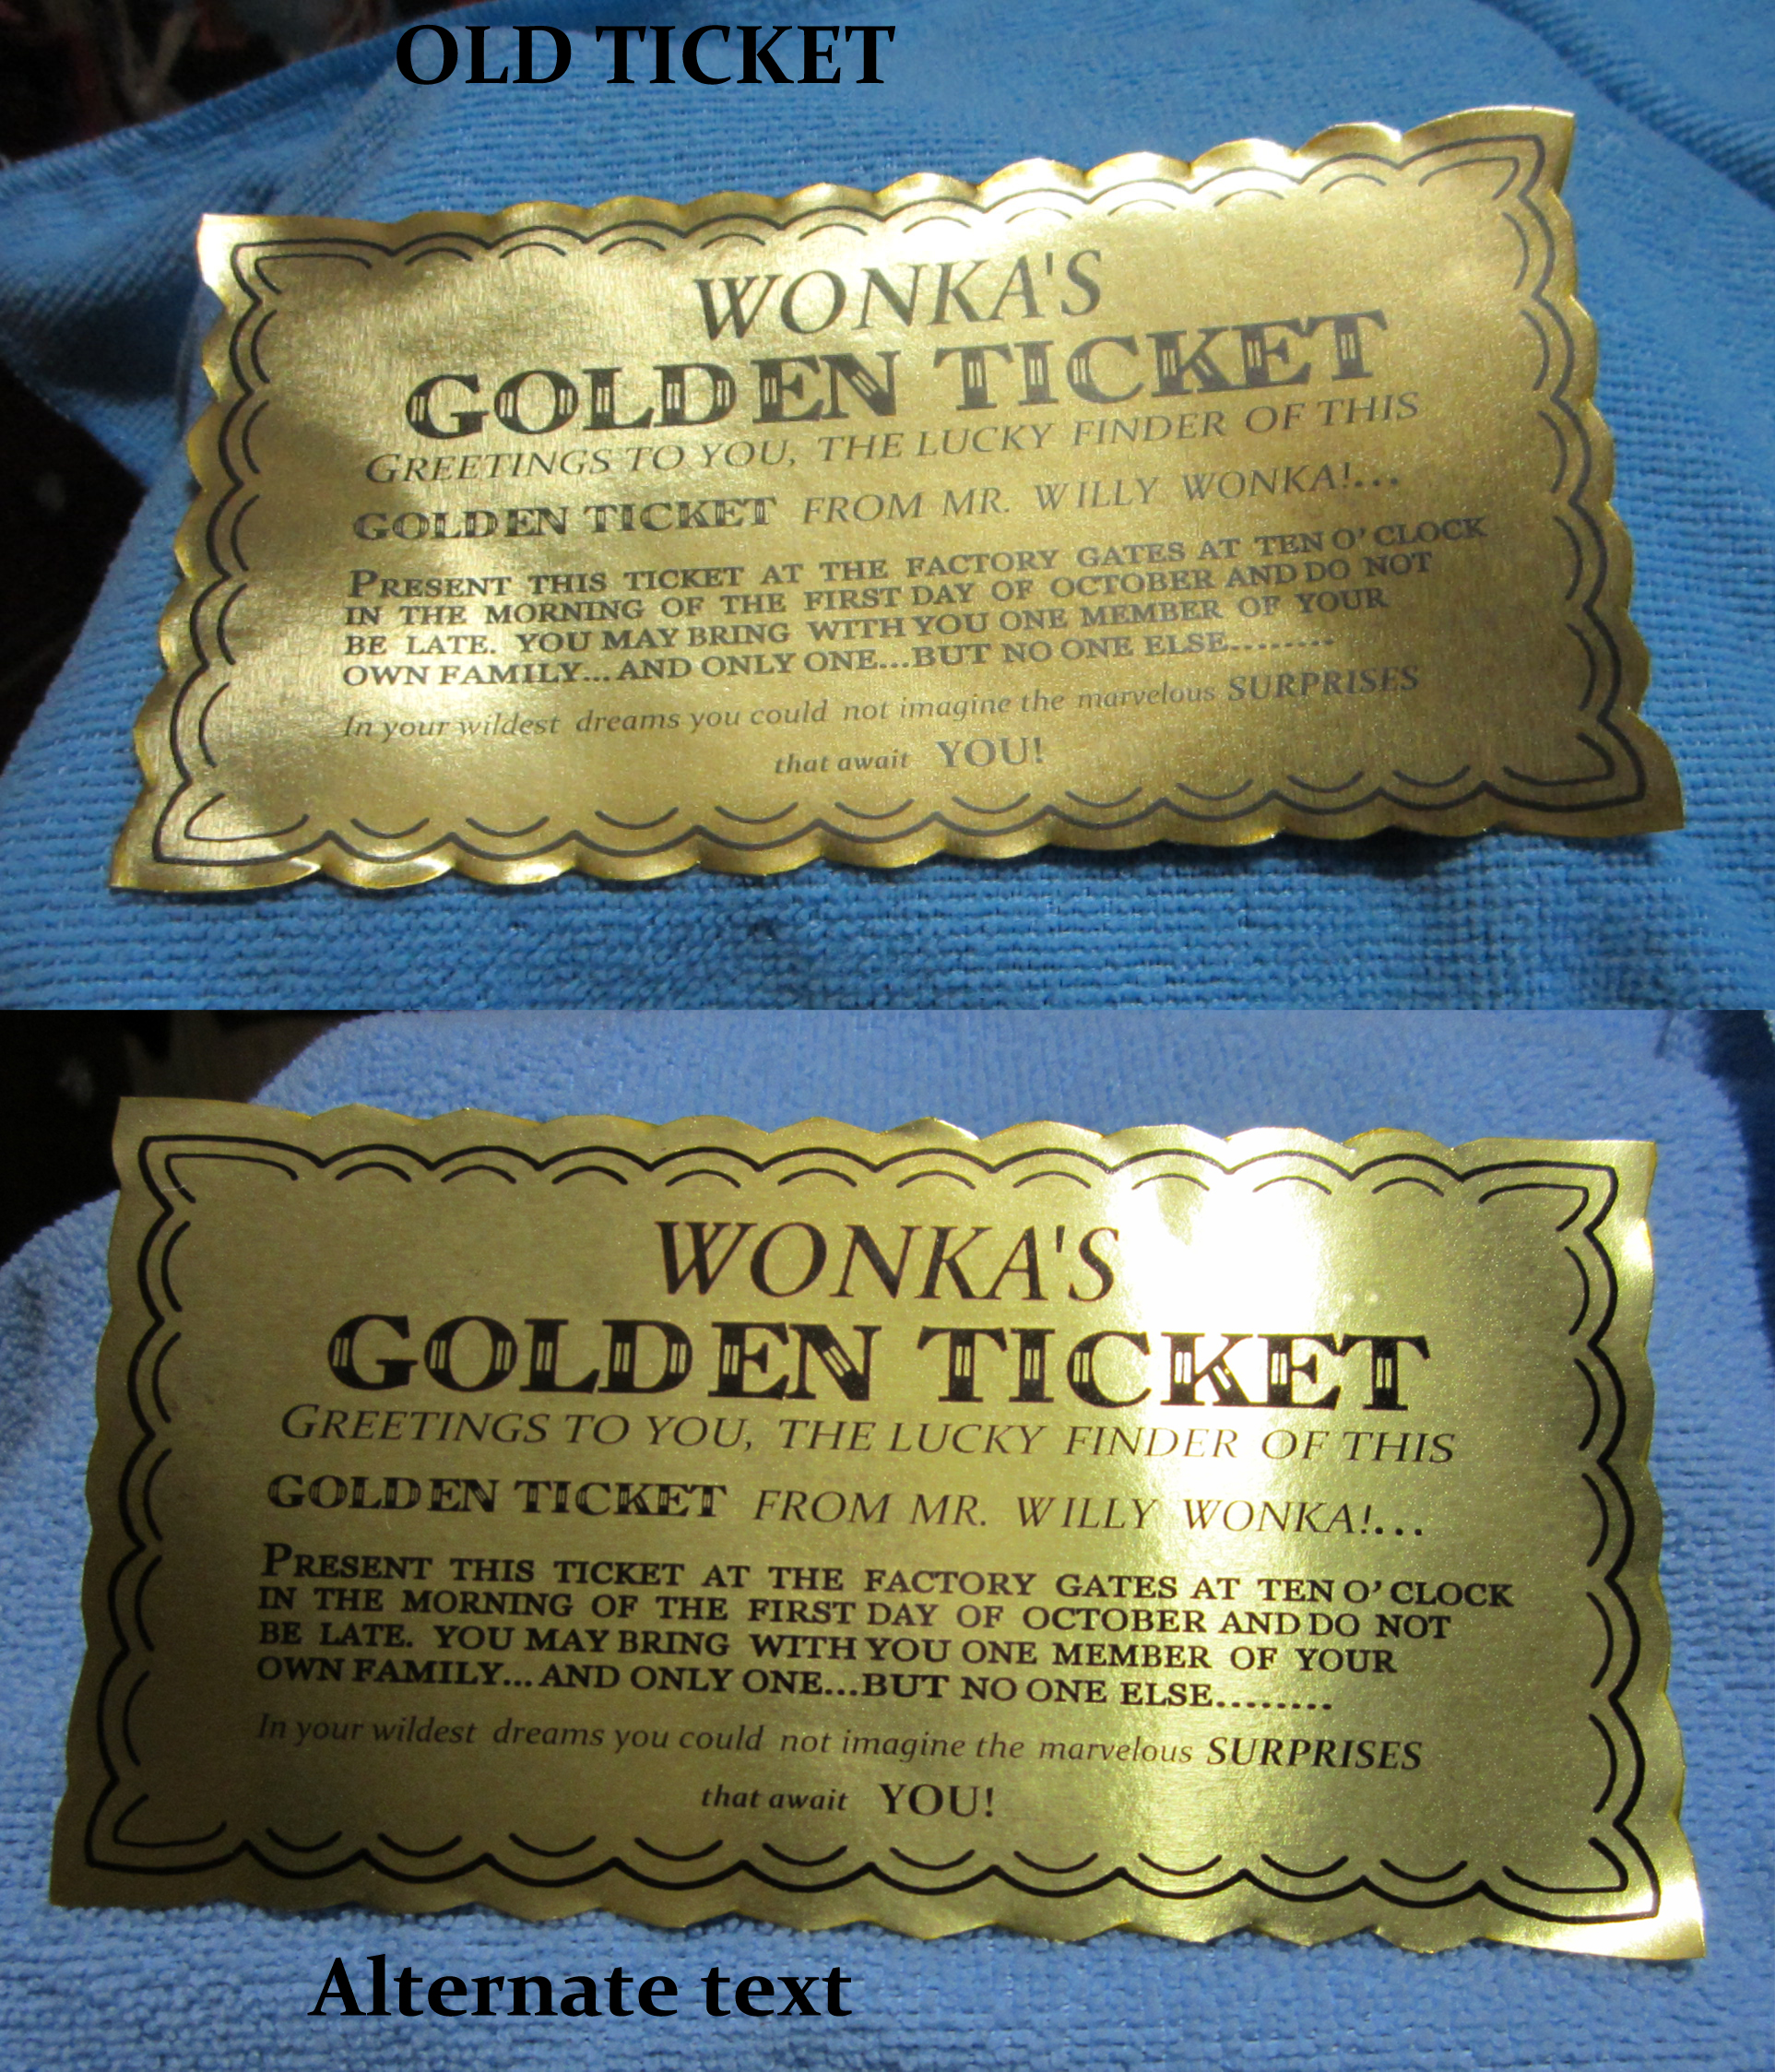 OLD TICKET
WONKA'S
GOLDEN TICKET
GREETINGS TO YOU, THE LUCKY FINDER OF THIS
GOLDEN TICKET FROM MR. WILLY WONKA!...
PRESENT THIS TICKET AT THE FACTORY GATES AT TEN O'CLOCK
IN THE MORNING OF THE FIRST DAY OF OCTOBER AND DO NOT
BE LATE. YOU MAY BRING WITH YOU ONE MEMBER OF YOUR
OWN FAMILY...AND ONLY ONE...BUT NO ONE ELSE........
In your wildest dreams you could not imagine the marvelous SURPRISES
that await YOU!
WONKA'S
GOLDEN TICKET
GREETINGS TO YOU, THE LUCKY FINDER OF THIS
GOLDEN TICKET FROM MR. WILLY WONKA!...
PRESENT THIS TICKET AT THE FACTORY GATES AT TEN O'CLOCK
IN THE MORNING OF THE FIRST DAY OF OCTOBER AND DO NOT
BE LATE. YOU MAY BRING WITH YOU ONE MEMBER OF YOUR
OWN FAMILY...AND ONLY ONE...BUT NO ONE ELSE........
In your wildest dreams you could not imagine the marvelous SURPRISES
that await YOU!
Alternate text